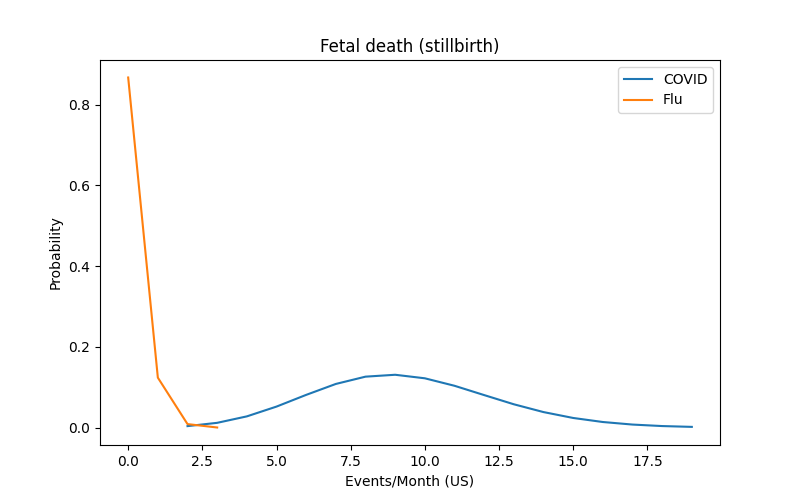 Fetal death (stillbirth)
COVID
Flu
Probability
0.8
0.6
0.4
0.2
0.0
0.0 2.5 5.0 7.5 10.0 12.5 15.0 17.5
Events/Month (US)